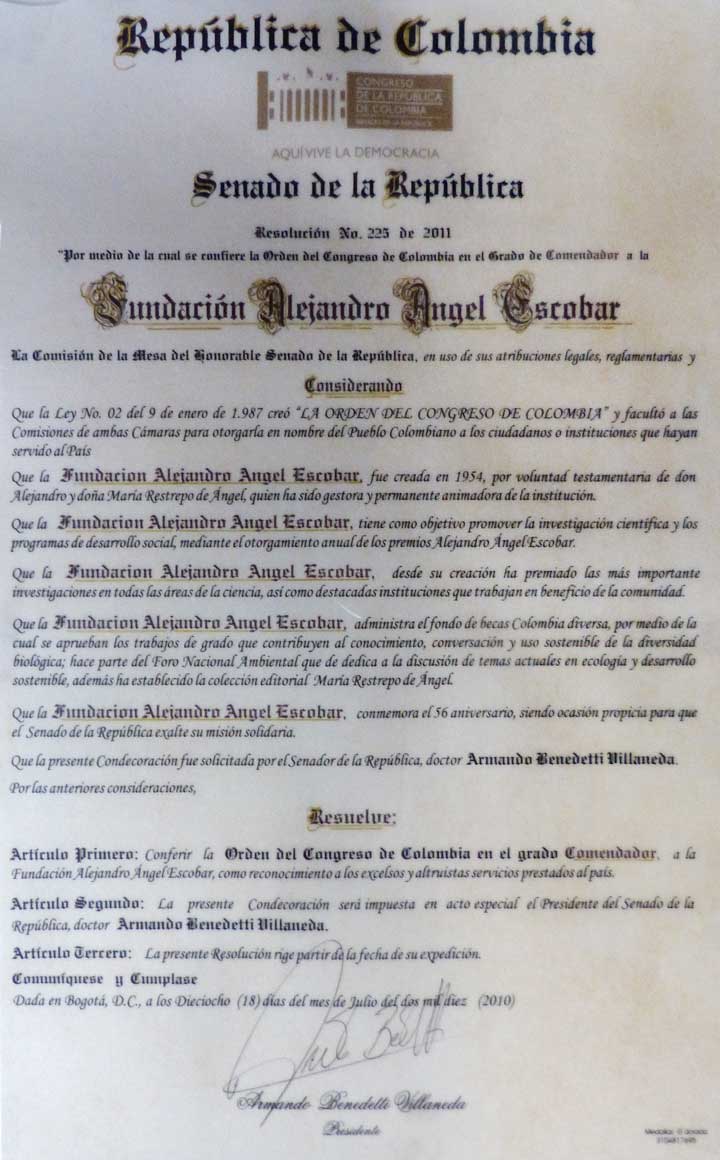 República de Colombia
CONGRESO
DE LA REPÚBLICA
DE COLOMBIA
SENADO DE LA REPÚBLICA
AQUÍ VIVE LA DEMOCRACIA
Senado de la República
Resolución No. 225 de 2011
"Por medio de la cual se confiere la Orden del Congreso de Colombia en el Grado de Comendador a la
Fundación Alejandro Angel Escobar
La Comisión de la Mesa del Honorable Senado de la República, en uso de sus atribuciones legales, reglamentarias y
Considerando
Que la Ley No. 02 del 9 de enero de 1.987 creó "LA ORDEN DEL CONGRESO DE COLOMBIA" y facultó a las
Comisiones de ambas Cámaras para otorgarla en nombre del Pueblo Colombiano a los ciudadanos o instituciones que hayan
servido al País
Que la Fundacion Alejandro Angel Escobar, fue creada en 1954, por voluntad testamentaria de don
Alejandro y doña María Restrepo de Ángel, quien ha sido gestora y permanente animadora de la institución.
Que la Fundacion Alejandro Angel Escobar, tiene como objetivo promover la investigación científica y los
programas de desarrollo social, mediante el otorgamiento anual de los premios Alejandro Ángel Escobar.
Que la Fundacion Alejandro Angel Escobar, desde su creación ha premiado las más importante
investigaciones en todas las áreas de la ciencia, así como destacadas instituciones que trabajan en beneficio de la comunidad.
Que la Fundacion Alejandro Angel Escobar, administra el fondo de becas Colombia diversa, por medio de la
cual se aprueban los trabajos de grado que contribuyen al conocimiento, conversación y uso sostenible de la diversidad
biológica; hace parte del Foro Nacional Ambiental que de dedica a la discusión de temas actuales en ecología y desarrollo
sostenible, además ha establecido la colección editorial María Restrepo de Ángel.
Que la Fundacion Alejandro Angel Escobar, conmemora el 56 aniversario, siendo ocasión propicia para que
el Senado de la República exalte su misión solidaria.
Que la presente Condecoración fue solicitada por el Senador de la República, doctor Armando Benedetti Villaneda.
Por las anteriores consideraciones,
Resuelve:
Artículo Primero: Conferir la Orden del Congreso de Colombia en el grado Comendador, a la
Fundación Alejandro Ángel Escobar, como reconocimiento a los excelsos y altruistas servicios prestados al país.
Artículo Segundo: La presente Condecoración será impuesta en acto especial el Presidente del Senado de la
República, doctor Armando Benedetti Villaneda.
Artículo Tercero: La presente Resolución rige partir de la fecha de su expedición.
Comuníquese y Cumplase
Dada en Bogotá, D.C., a los Dieciocho (18) días del mes de Julio del dos mil diez (2010)
Armando Benedetti Villaneda
Presidente